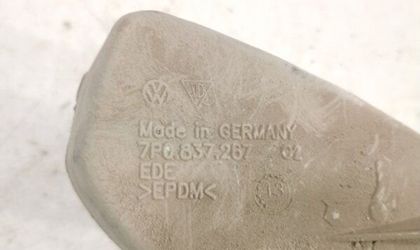 Made in GERMANY
7P0.837.267 02
EDE
>EPDM<